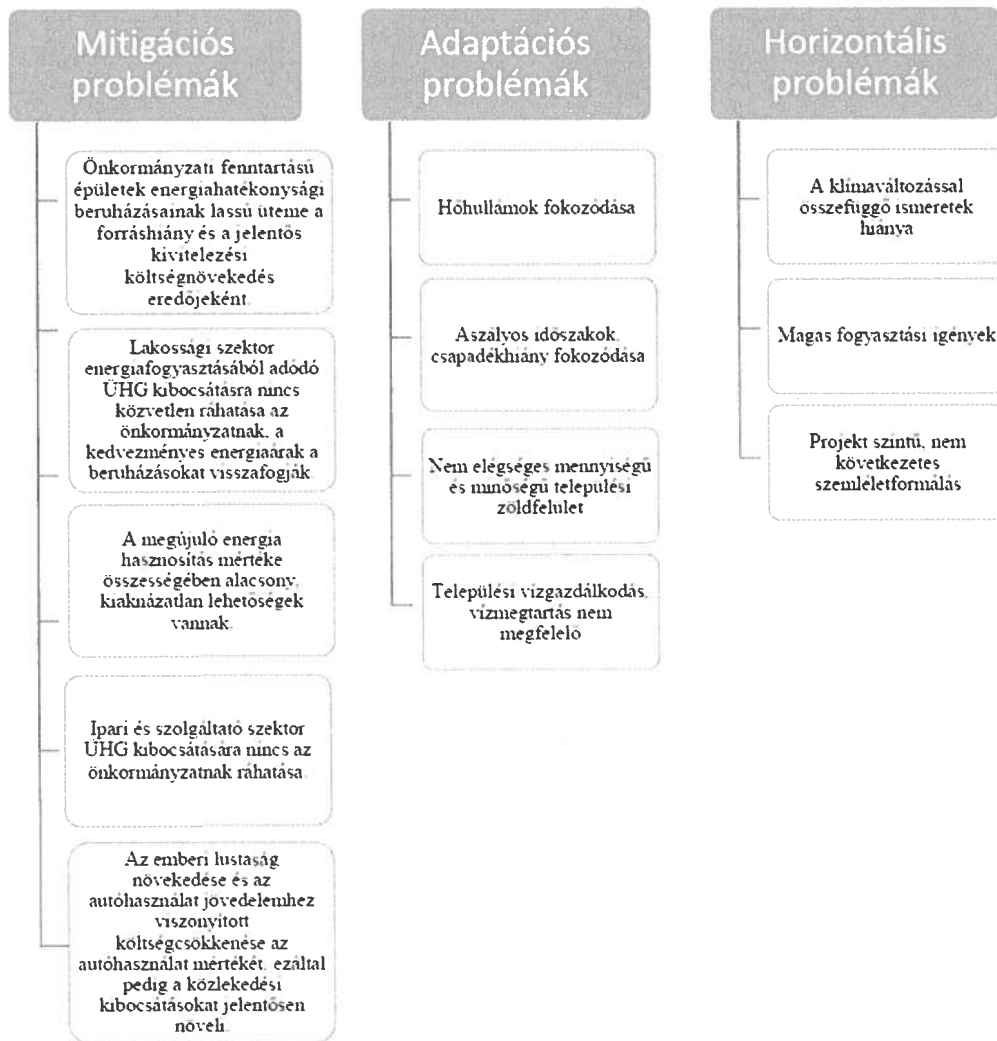 Mitigációs
problémák
Önkormányzati fenntartású
épületek energiahatékonysági
beruházásainak lassú üteme a
forráshiány és a jelentős
kivitelezési
költségnövekedés
eredőjeként.
Lakossági szektor
energiafogyasztásából adódó
ÜHG kibocsátásra nincs
közvetlen ráhatása az
önkormányzatnak, a
kedvezményes energiaárak a
beruházásokat visszafogják.
A megújuló energia
hasznosítás mértéke
összességében alacsony,
kiaknázatlan lehetőségek
vannak.
Ipari és szolgáltató szektor
ÜHG kibocsátására nincs az
önkormányzatnak ráhatása.
Az emberi lustaság
növekedése és az
autóhasználat jövedelemhez
viszonyított
költségcsökkenése az
autóhasználat mértékét, ezáltal
pedig a közlekedési
kibocsátásokat jelentősen
növeli.
Adaptációs
problémák
Hőhullámok fokozódása
Aszályos időszakok,
csapadékhiány fokozódása
Nem elégséges mennyiségű
és minőségű települési
zöldfelület
Települési vízgazdálkodás,
vízmegtartás nem
megfelelő
Horizontális
problémák
A klímaváltozással
összefüggő ismeretek
hiánya
Magas fogyasztási igények
Projekt szintű, nem
következetes
szemléletformálás